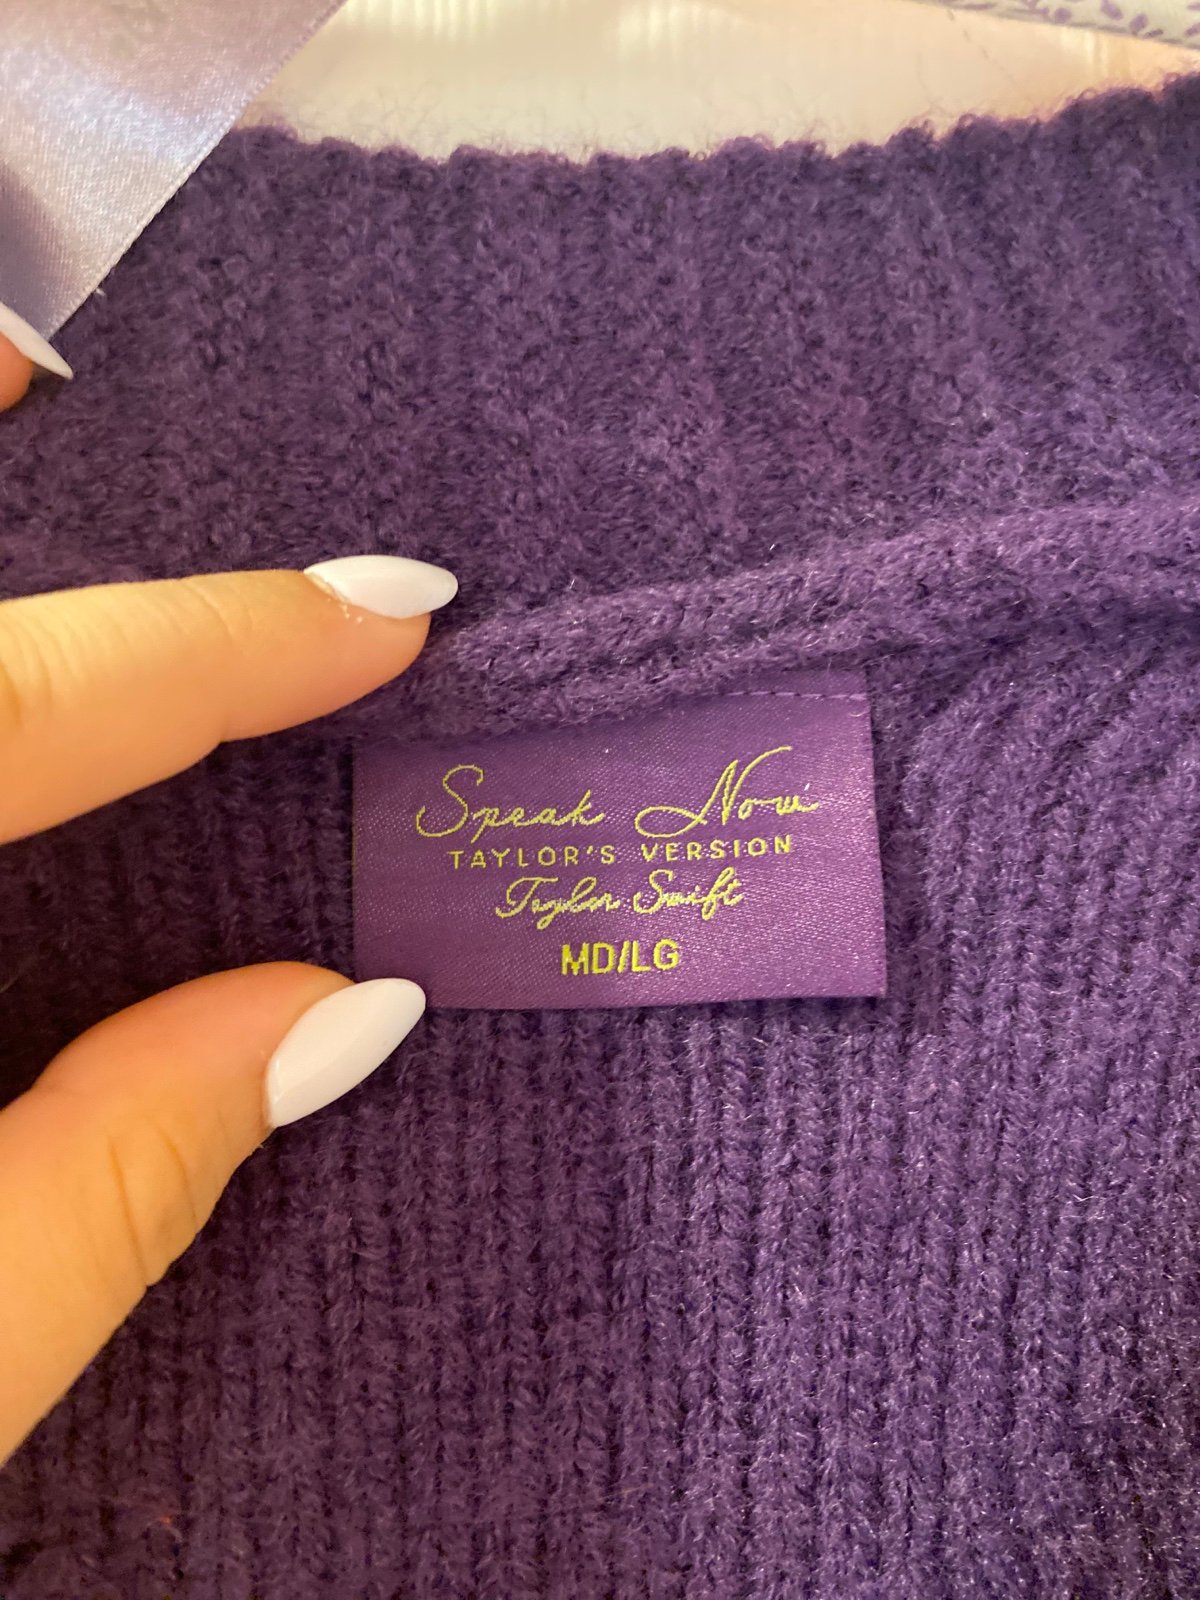 Speak Now
TAYLOR'S VERSION
Taylor Swift
MD/LG